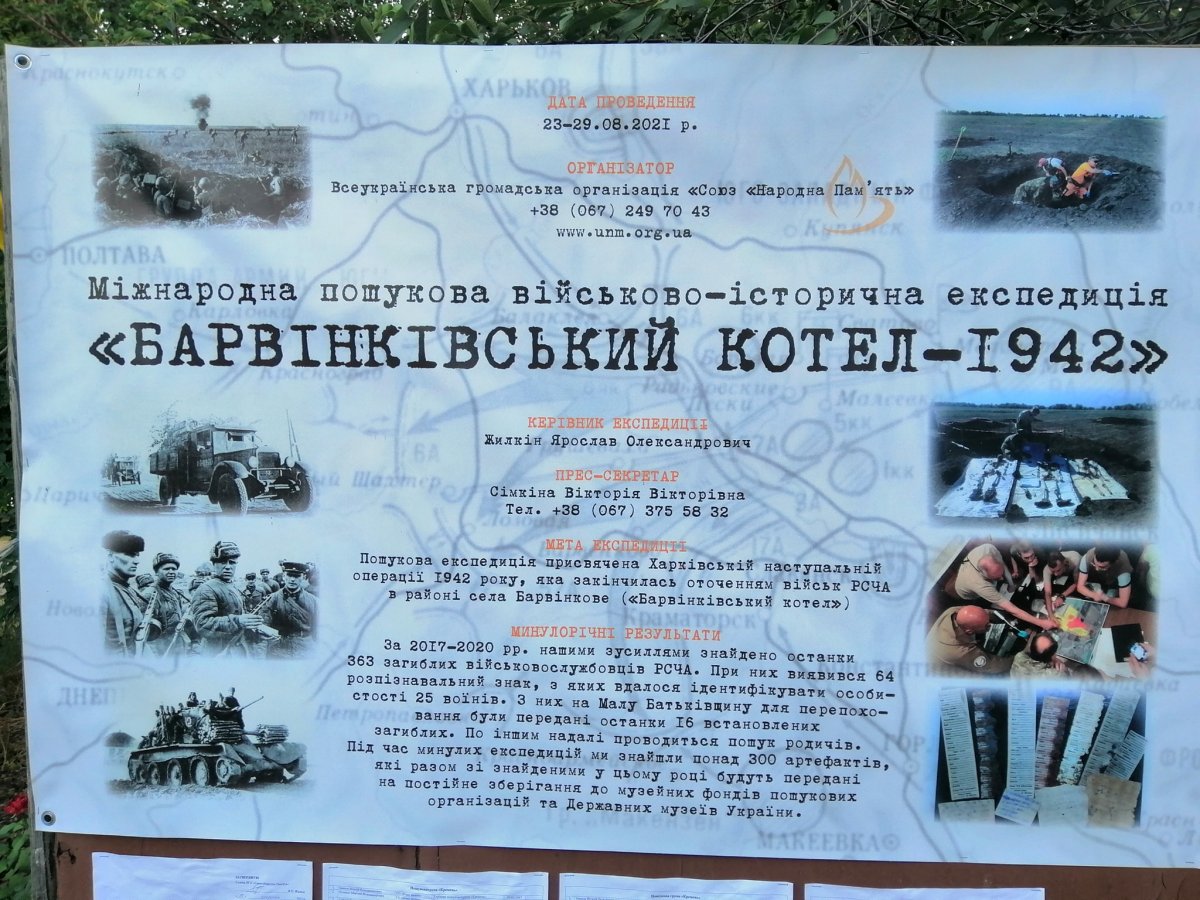 ДАТА ПРОВЕДЕННЯ
23-29.08.2021 р.
ОРГАНІЗАТОР
Всеукраїнська громадська організація «Союз «Народна Пам'ять»
+38 (067) 249 70 43
www.unm.org.ua
Міжнародна пошукова військово-історична експедиція
«БАРВІНКІВСЬКИЙ КОТЕЛ-1942»
КЕРІВНИК ЕКСПЕДИЦІЇ
Жилкін Ярослав Олександрович
ПРЕС-СЕКРЕТАР
Сімкіна Вікторія Вікторівна
Тел. +38 (067) 375 58 32
МЕТА ЕКСПЕДИЦІЇ
Пошукова експедиція присвячена Харківській наступальній
операції 1942 року, яка закінчилась оточенням військ РСЧА
в районі села Барвінкове («Барвінківський котел»)
МИНУЛОРІЧНІ РЕЗУЛЬТАТИ
За 2017-2020 рр. нашими зусиллями знайдено останки
363 загиблих військовослужбовців РСЧА. При них виявився 64
розпізнавальний знак, з яких вдалося ідентифікувати особи-
стості 25 воїнів. З них на Малу Батьківщину для перепохо-
вання були передані останки 16 встановлених
загиблих. По іншим надалі проводиться пошук родичів.
Під час минулих експедицій ми знайшли понад 300 артефактів,
які разом зі знайденими у цьому році будуть передані
на постійне зберігання до музейних фондів пошукових
організацій та Державних музеїв України.
Краснокутск
ХАРЬКОВ
ПОЛТАВА
Купянск
Карловка
Красноград
Лозовая
Краматорск
МАКЕЕВКА